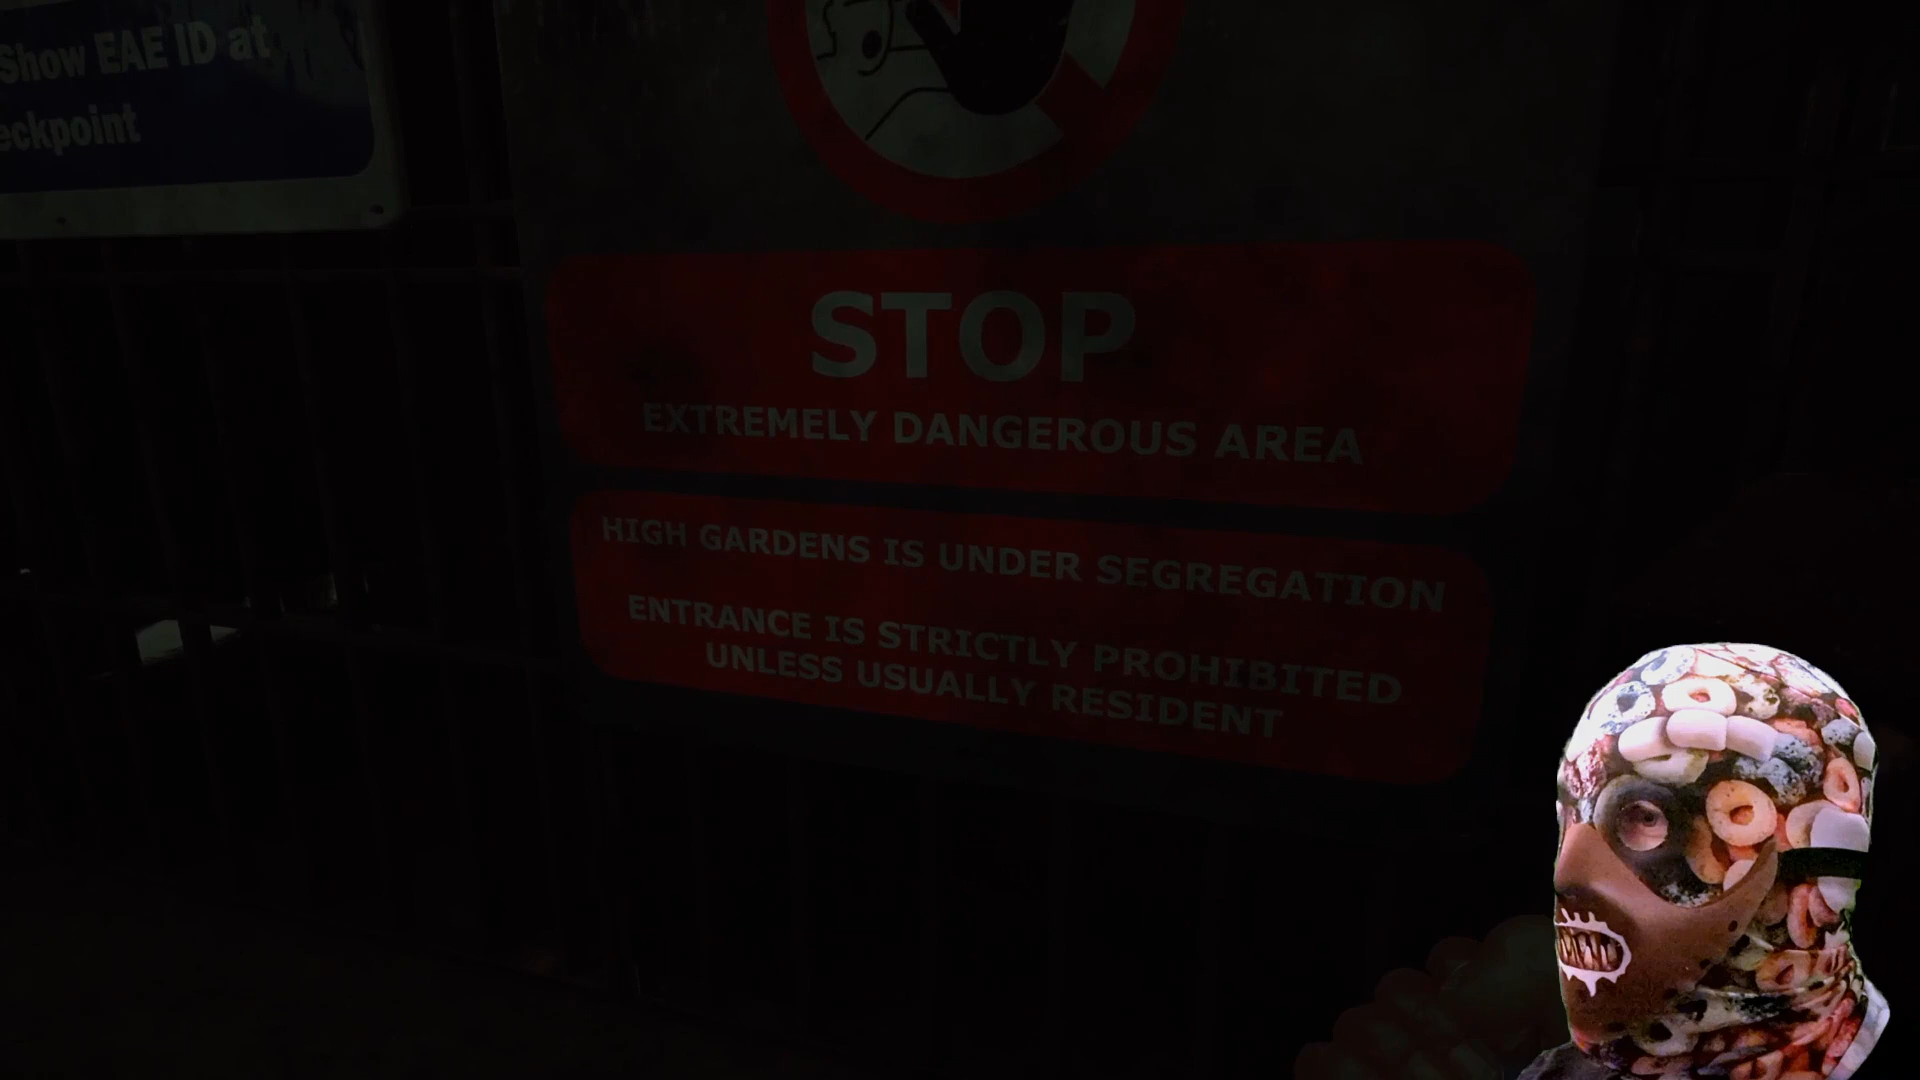 Show EAE ID at
STOP
EXTREMELY DANGEROUS AREA
HIGH GARDENS IS UNDER SEGREGATION
ENTRANCE IS STRICTLY PROHIBITED
UNLESS USUALLY RESIDENT